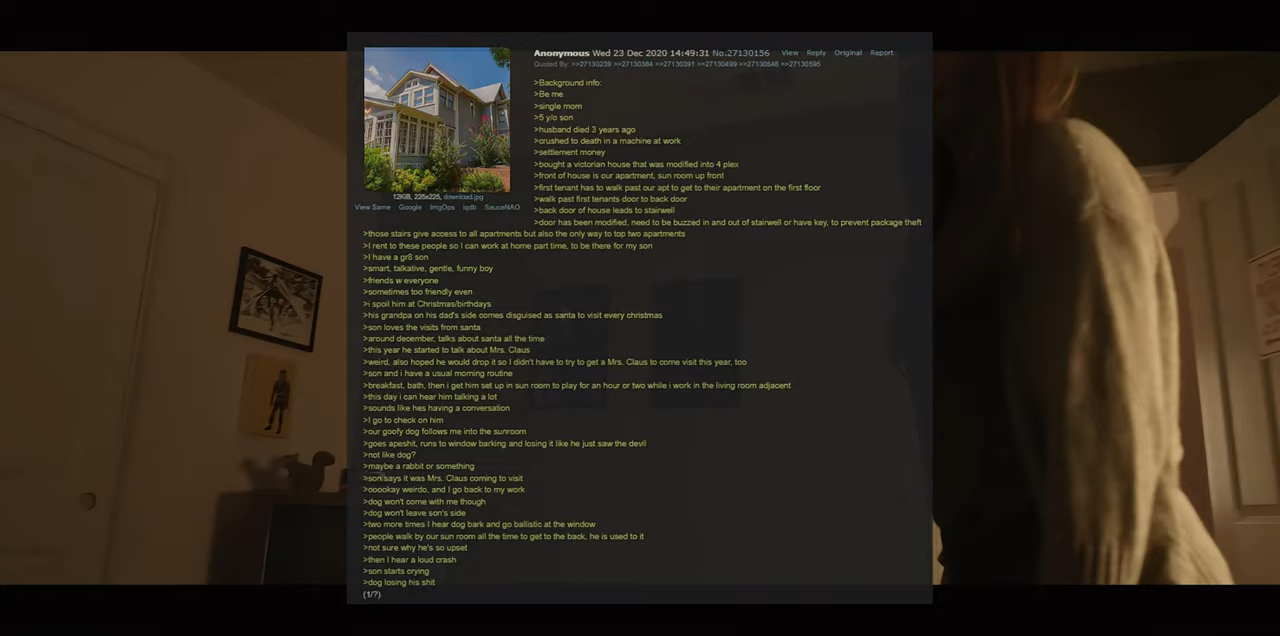 Anonymous Wed 23 Dec 2020 14:49:31 No.27130156 View Reply Original Report
Quoted By: >>27130239 >>27130384 >>27130391 >>27130499 >>27130548 >>27130595
>Background info:
>Be me
>single mom
>5 y/o son
>husband died 3 years ago
>crushed to death in a machine at work
>settlement money
>bought a victorian house that was modified into 4 plex
>front of house is our apartment, sun room up front
>first tenant has to walk past our apt to get to their apartment on the first floor
12KB, 225x225, download.jpg
>walk past first tenants door to back door
View Same Google ImgOps iqdb SauceNAO
>back door of house leads to stairwell
>door has been modified, need to be buzzed in and out of stairwell or have key, to prevent package theft
>those stairs give access to all apartments but also the only way to top two apartments
>I rent to these people so I can work at home part time, to be there for my son
>I have a gr8 son
>smart, talkative, gentle, funny boy
>friends w everyone
>sometimes too friendly even
>i spoil him at Christmas/birthdays
>his grandpa on his dad's side comes disguised as santa to visit every christmas
>son loves the visits from santa
>around december, talks about santa all the time
>this year he started to talk about Mrs. Claus
>weird, also hoped he would drop it so I didn't have to try to get a Mrs. Claus to come visit this year, too
>son and i have a usual morning routine
>breakfast, bath, then i get him set up in sun room to play for an hour or two while i work in the living room adjacent
>this day i can hear him talking a lot
>sounds like hes having a conversation
>I go to check on him
>our goofy dog follows me into the sunroom
>goes apeshit, runs to window barking and losing it like he just saw the devil
>not like dog?
>maybe a rabbit or something
>son says it was Mrs. Claus coming to visit
>ooookay weirdo, and I go back to my work
>dog won't come with me though
>dog won't leave son's side
>two more times I hear dog bark and go ballistic at the window
>people walk by our sun room all the time to get to the back, he is used to it
>not sure why he's so upset
>then I hear a loud crash
>son starts crying
>dog losing his shit
(1/?)